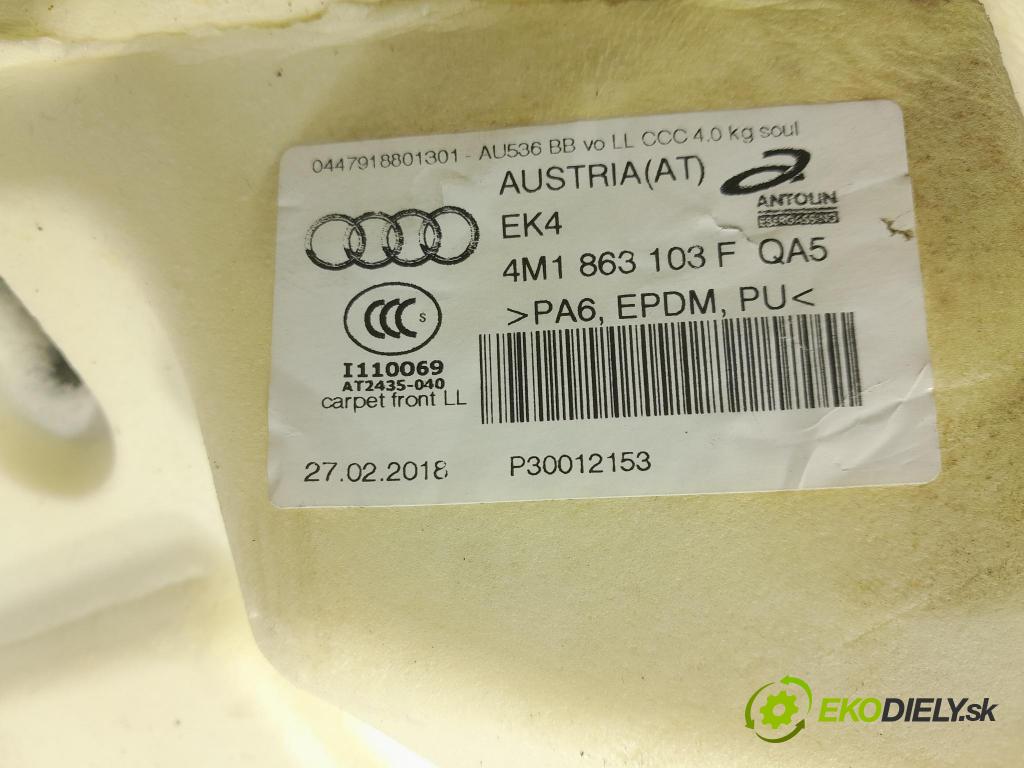 0447918801301 - AU536 BB vo LL CCC 4.0 kg soul
AUSTRIA(AT)
ANTOLIN
EK4
4M1 863 103 F QA5
CCC S
>PA6, EPDM, PU<
I110069
AT2435-040
carpet front LL
27.02.2018
P30012153
EKODIELY.sk